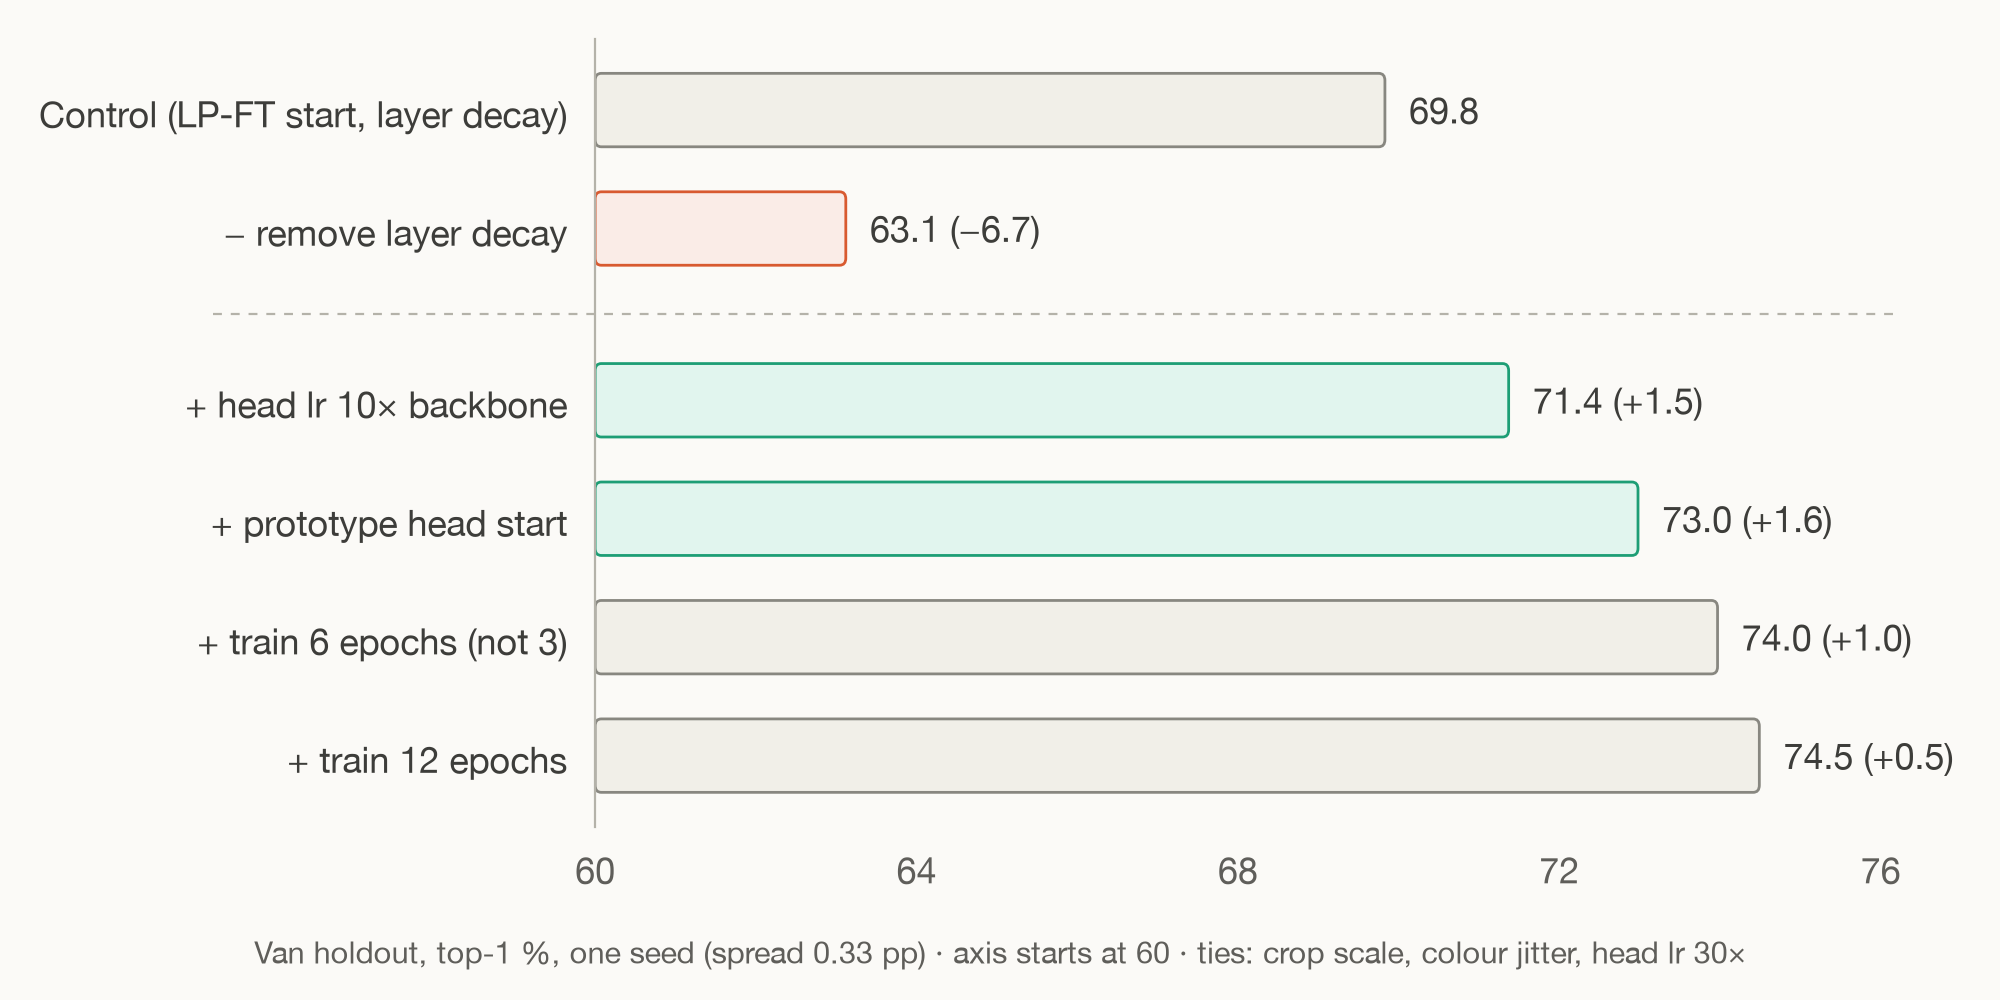 Control (LP-FT start, layer decay) 69.8
– remove layer decay 63.1 (–6.7)
+ head lr 10× backbone 71.4 (+1.5)
+ prototype head start 73.0 (+1.6)
+ train 6 epochs (not 3) 74.0 (+1.0)
+ train 12 epochs 74.5 (+0.5)
60 64 68 72 76
Van holdout, top-1 %, one seed (spread 0.33 pp) · axis starts at 60 · ties: crop scale, colour jitter, head lr 30×